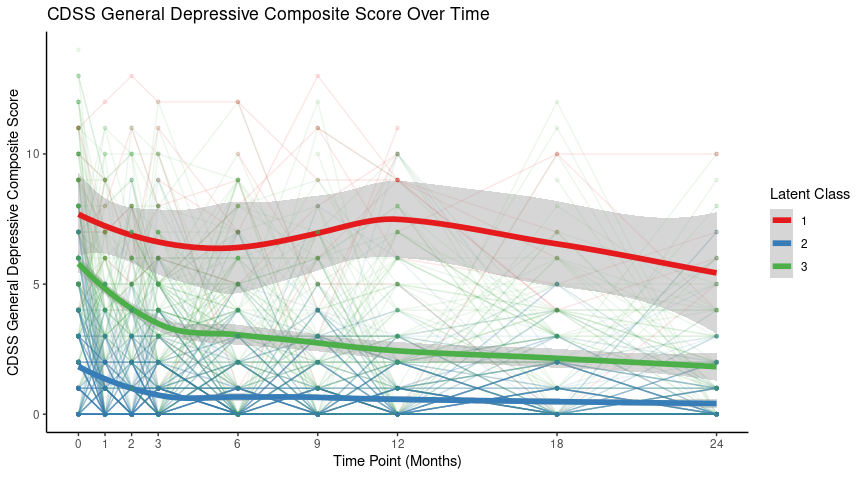 CDSS General Depressive Composite Score Over Time
CDSS General Depressive Composite Score
10
5
0
0 1 2 3 6 9 12 18 24
Time Point (Months)
Latent Class
1
2
3